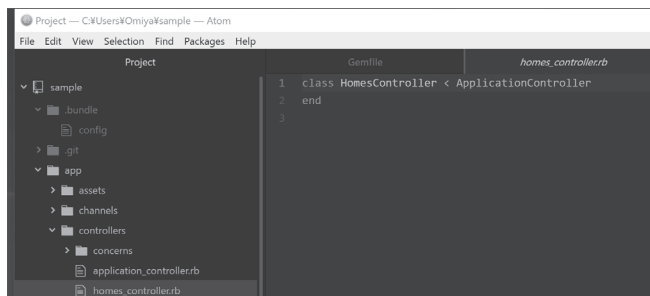 Project — C:¥Users¥Omiya¥sample — Atom
File Edit View Selection Find Packages Help
Project
sample
.bundle
config
.git
app
assets
channels
controllers
concerns
application_controller.rb
homes_controller.rb
Gemfile
homes_controller.rb
1 class HomesController < ApplicationController
2 end
3